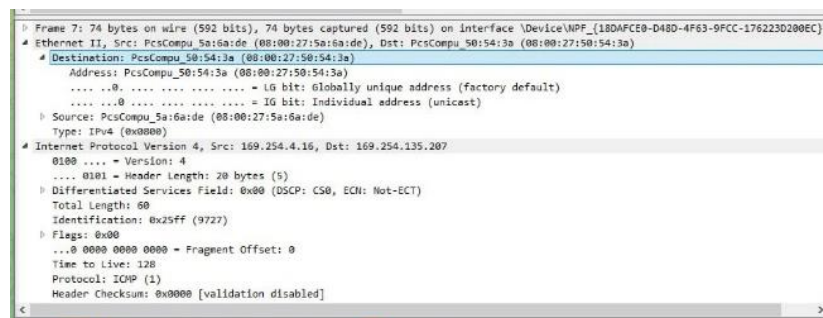 Frame 7: 74 bytes on wire (592 bits), 74 bytes captured (592 bits) on interface \Device\NPF_{18DAFCE0-D48D-4F63-9FCC-176223D200EC}
Ethernet II, Src: PcsCompu_5a:6a:de (08:00:27:5a:6a:de), Dst: PcsCompu_50:54:3a (08:00:27:50:54:3a)
Destination: PcsCompu_50:54:3a (08:00:27:50:54:3a)
Address: PcsCompu_50:54:3a (08:00:27:50:54:3a)
.... ..0. .... .... .... .... = LG bit: Globally unique address (factory default)
.... ...0 .... .... .... .... = IG bit: Individual address (unicast)
Source: PcsCompu_5a:6a:de (08:00:27:5a:6a:de)
Type: IPv4 (0x0800)
Internet Protocol Version 4, Src: 169.254.4.16, Dst: 169.254.135.207
0100 .... = Version: 4
.... 0101 = Header Length: 20 bytes (5)
Differentiated Services Field: 0x00 (DSCP: CS0, ECN: Not-ECT)
Total Length: 60
Identification: 0x25ff (9727)
Flags: 0x00
...0 0000 0000 0000 = Fragment Offset: 0
Time to Live: 128
Protocol: ICMP (1)
Header Checksum: 0x0000 [validation disabled]